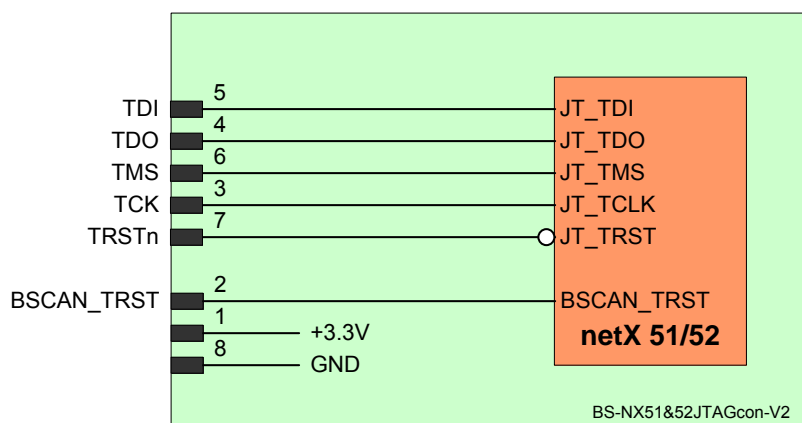 TDI 5 JT_TDI
TDO 4 JT_TDO
TMS 6 JT_TMS
TCK 3 JT_TCLK
TRSTn 7 JT_TRST
BSCAN_TRST 2 BSCAN_TRST
1 +3.3V netX 51/52
8 GND
BS-NX51&52JTAGcon-V2